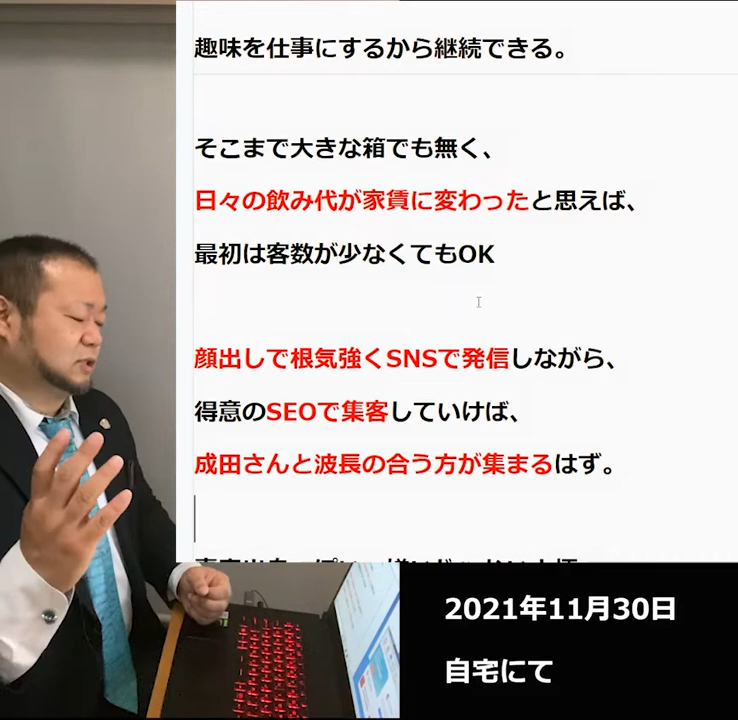 趣味を仕事にするから継続できる。
そこまで大きな箱でも無く、
日々の飲み代が家賃に変わったと思えば、
最初は客数が少なくてもOK
顔出しで根気強くSNSで発信しながら、
得意のSEOで集客していけば、
成田さんと波長の合う方が集まるはず。
2021年11月30日
自宅にて